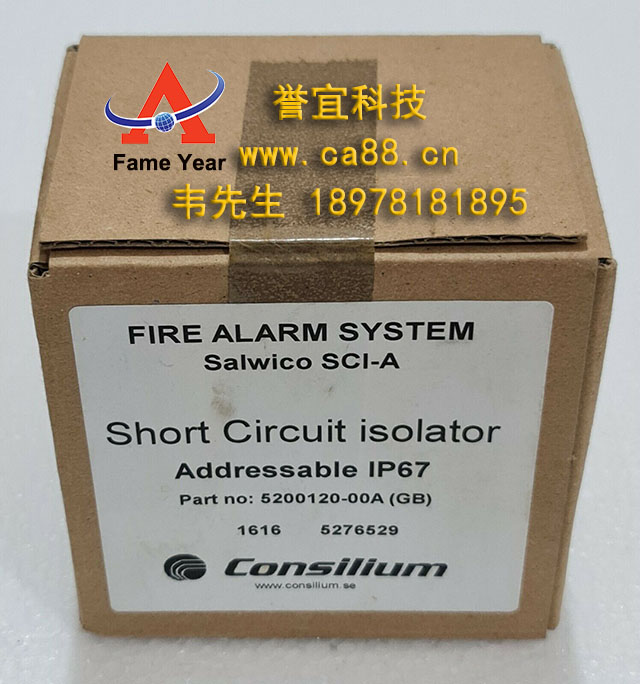 誉宜科技
Fame Year
www.ca88.cn
韦先生 18978181895
FIRE ALARM SYSTEM
Salwico SCI-A
Short Circuit isolator
Addressable IP67
Part no: 5200120-00A (GB)
1616 5276529
Consilium
www.consilium.se